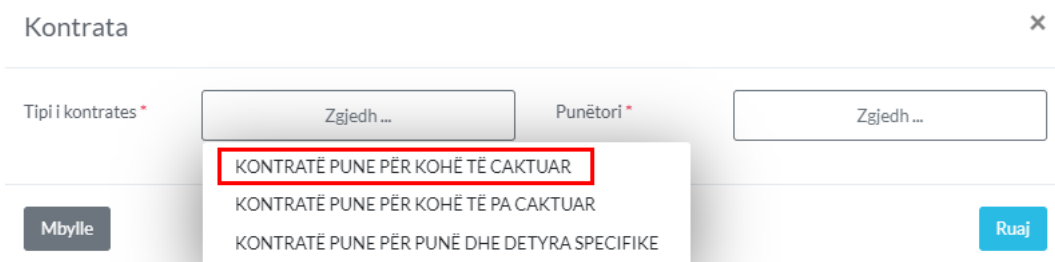 Kontrata
×
Tipi i kontrates * Zgjedh ... Punëtori * Zgjedh ...
KONTRATË PUNE PËR KOHË TË CAKTUAR
KONTRATË PUNE PËR KOHË TË PA CAKTUAR
KONTRATË PUNE PËR PUNË DHE DETYRA SPECIFIKE
Mbylle
Ruaj